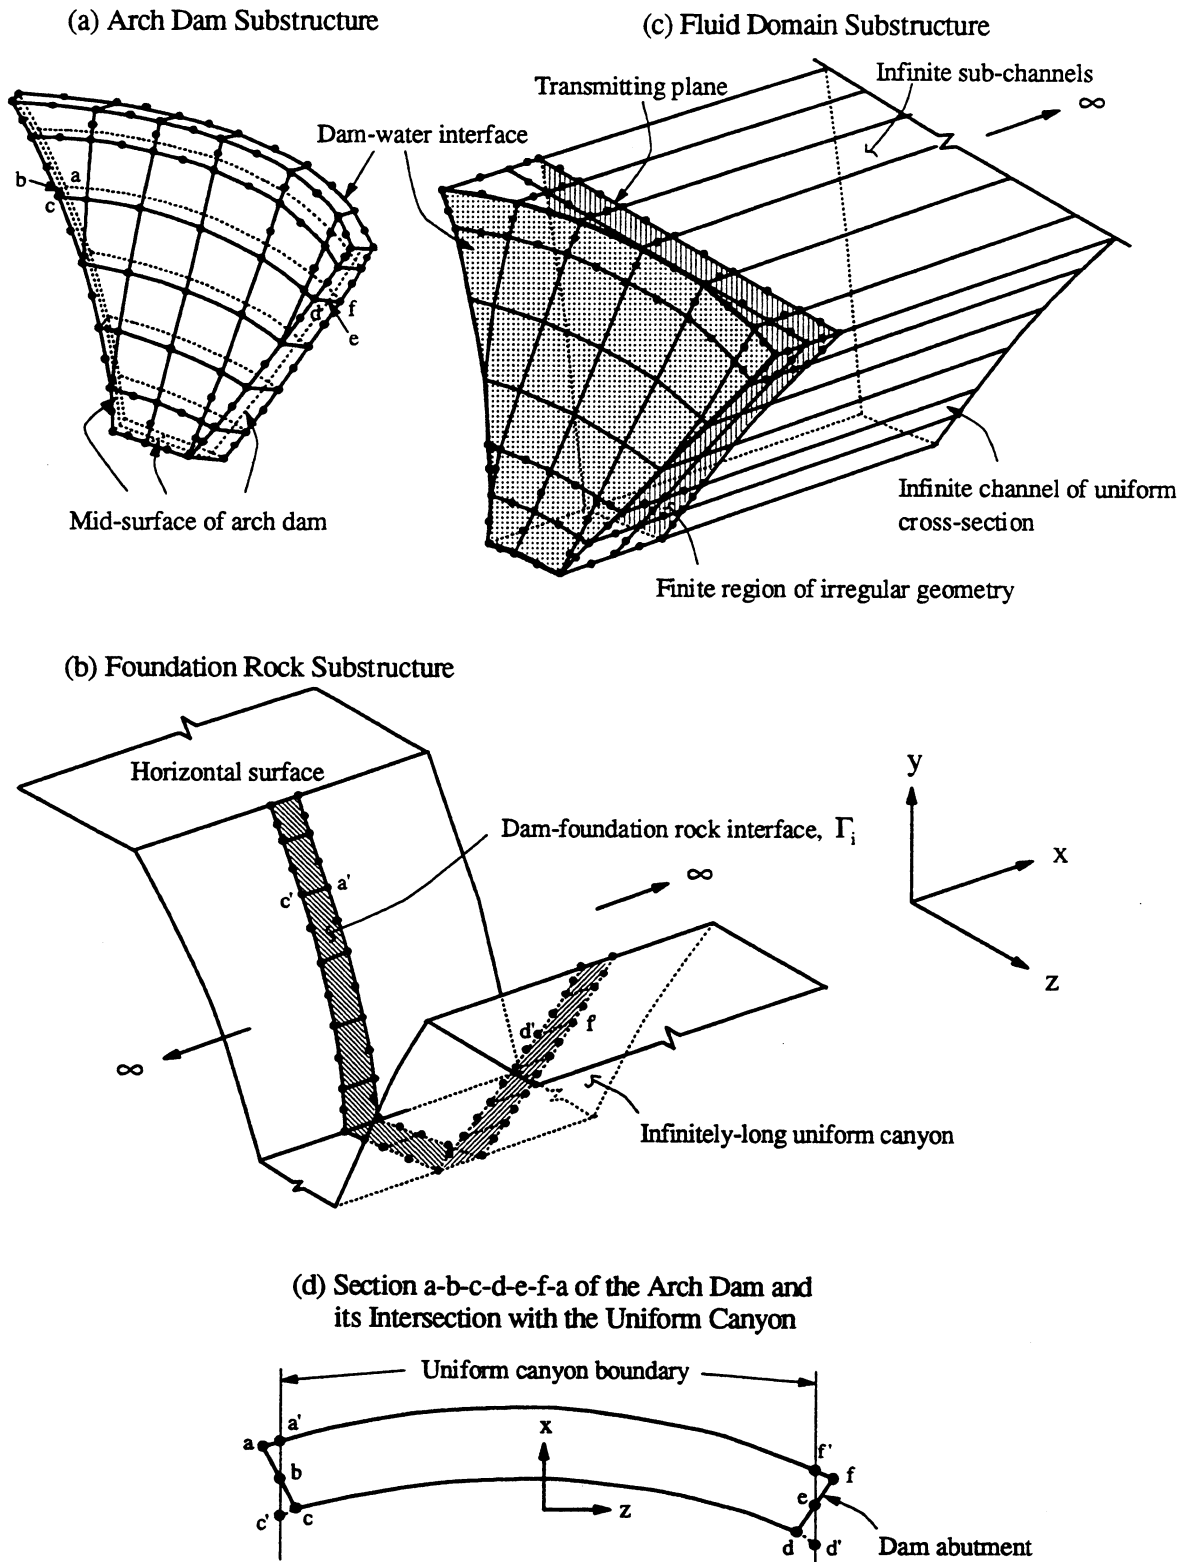 (a) Arch Dam Substructure
(c) Fluid Domain Substructure
Transmitting plane
Infinite sub-channels
∞
Dam-water interface
b
a
c
d
f
e
Mid-surface of arch dam
Infinite channel of uniform
cross-section
Finite region of irregular geometry
(b) Foundation Rock Substructure
Horizontal surface
Dam-foundation rock interface, Γi
c'
a'
∞
y
x
z
d'
f
∞
Infinitely-long uniform canyon
(d) Section a-b-c-d-e-f-a of the Arch Dam and
its Intersection with the Uniform Canyon
Uniform canyon boundary
a'
a
b
c'
c
x
z
f'
f
e
d
d'
Dam abutment